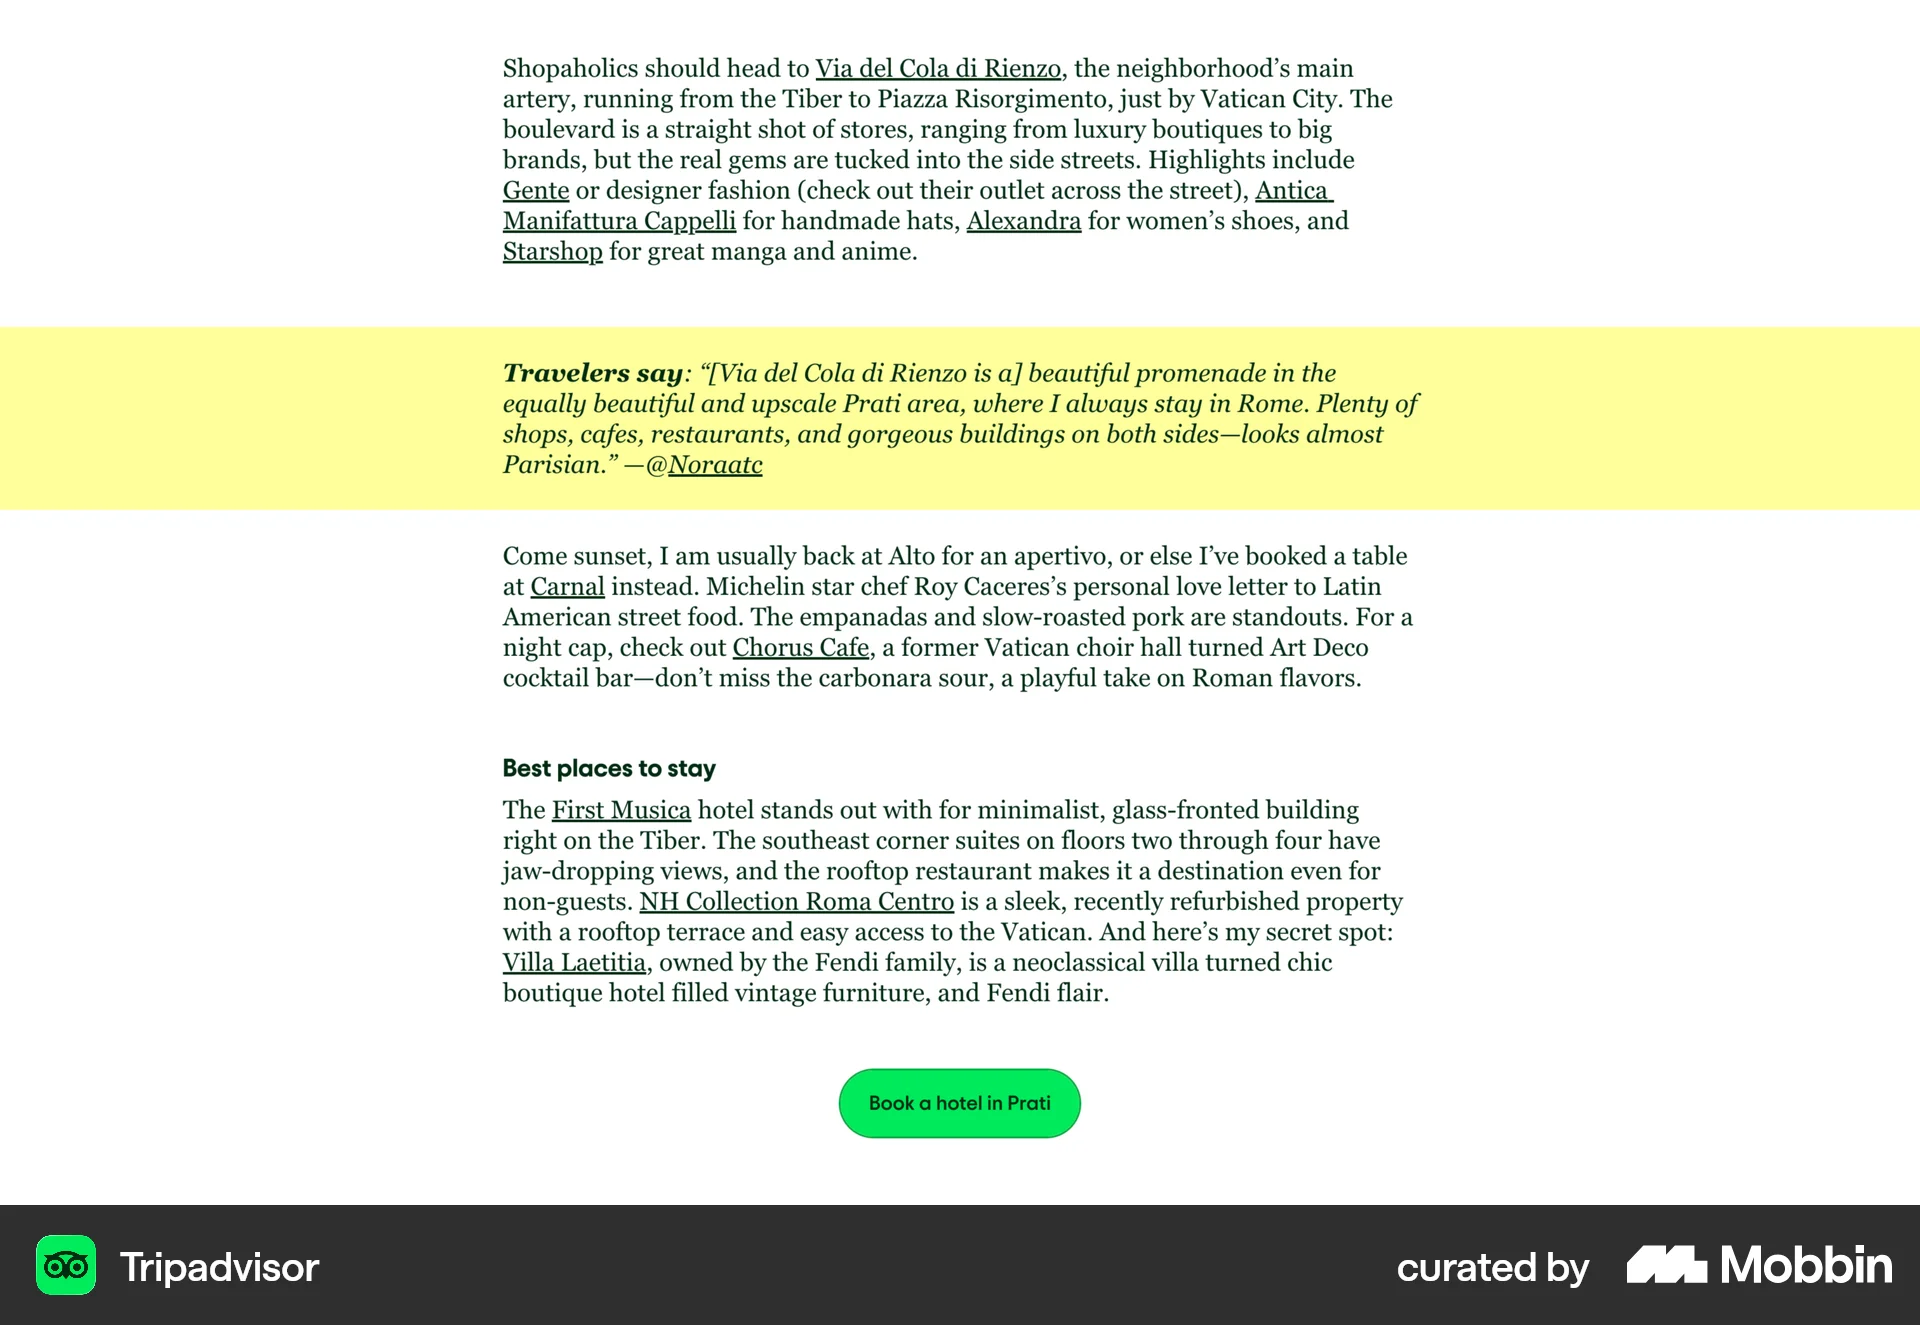 Shopaholics should head to Via del Cola di Rienzo, the neighborhood’s main
artery, running from the Tiber to Piazza Risorgimento, just by Vatican City. The
boulevard is a straight shot of stores, ranging from luxury boutiques to big
brands, but the real gems are tucked into the side streets. Highlights include
Gente or designer fashion (check out their outlet across the street), Antica
Manifattura Cappelli for handmade hats, Alexandra for women’s shoes, and
Starshop for great manga and anime.
Travelers say: “[Via del Cola di Rienzo is a] beautiful promenade in the
equally beautiful and upscale Prati area, where I always stay in Rome. Plenty of
shops, cafes, restaurants, and gorgeous buildings on both sides—looks almost
Parisian.” —@Noraatc
Come sunset, I am usually back at Alto for an apertivo, or else I’ve booked a table
at Carnal instead. Michelin star chef Roy Caceres’s personal love letter to Latin
American street food. The empanadas and slow-roasted pork are standouts. For a
night cap, check out Chorus Cafe, a former Vatican choir hall turned Art Deco
cocktail bar—don’t miss the carbonara sour, a playful take on Roman flavors.
Best places to stay
The First Musica hotel stands out with for minimalist, glass-fronted building
right on the Tiber. The southeast corner suites on floors two through four have
jaw-dropping views, and the rooftop restaurant makes it a destination even for
non-guests. NH Collection Roma Centro is a sleek, recently refurbished property
with a rooftop terrace and easy access to the Vatican. And here’s my secret spot:
Villa Laetitia, owned by the Fendi family, is a neoclassical villa turned chic
boutique hotel filled vintage furniture, and Fendi flair.
Book a hotel in Prati
Tripadvisor
curated by Mobbin